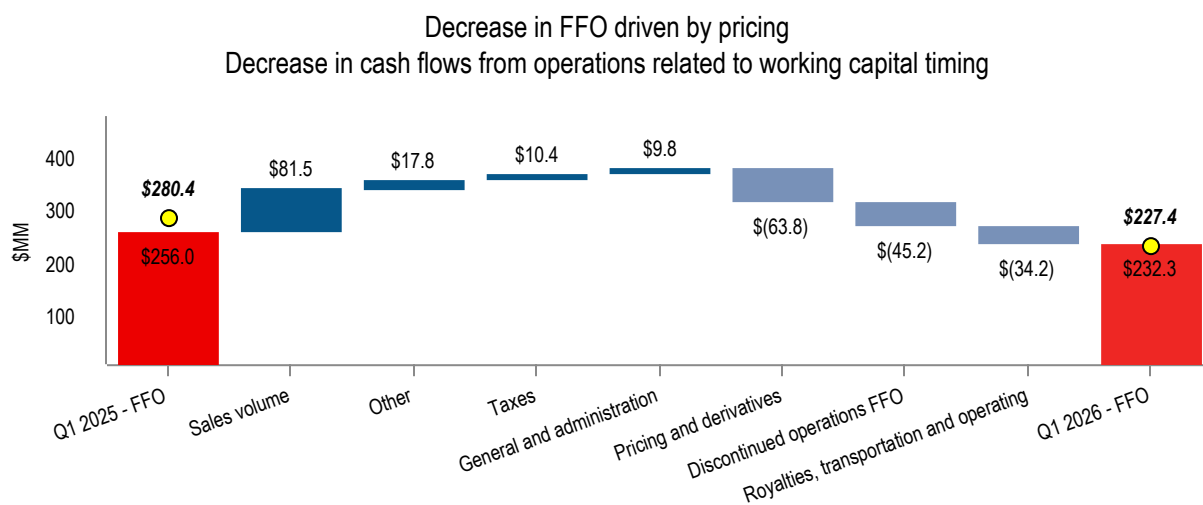 Decrease in FFO driven by pricing
Decrease in cash flows from operations related to working capital timing
$MM
400
300
200
100
$280.4
$256.0
$81.5
$17.8
$10.4
$9.8
$(63.8)
$(45.2)
$(34.2)
$227.4
$232.3
Q1 2025 - FFO
Sales volume
Other
Taxes
General and administration
Pricing and derivatives
Discontinued operations FFO
Royalties, transportation and operating
Q1 2026 - FFO